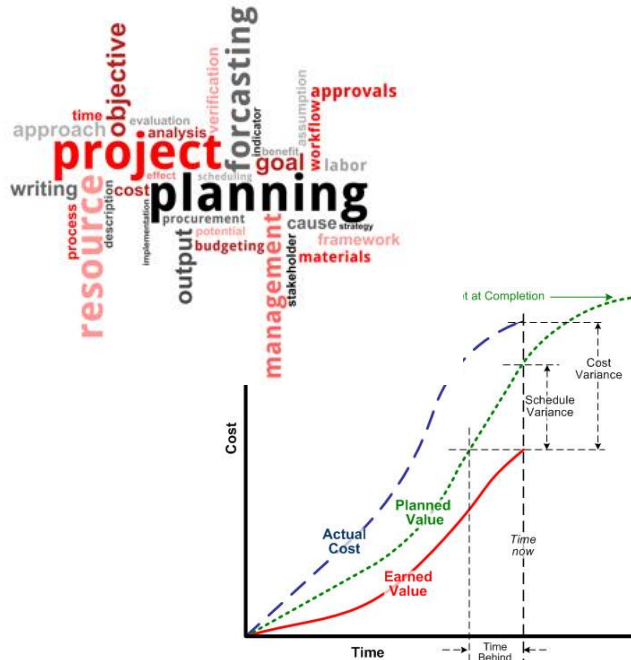 objective
verification
forcasting
time
evaluation
indicator
assumption
approvals
workflow
approach
analysis
project
benefit
goal
labor
effect
scheduling
writing
cost
planning
resource
process
description
implementation
procurement
potential
budgeting
output
management
stakeholder
cause
strategy
framework
materials
t at Completion
Cost
Variance
Schedule
Variance
Cost
Planned
Value
Actual
Cost
Time
now
Earned
Value
Time
Time
Behind